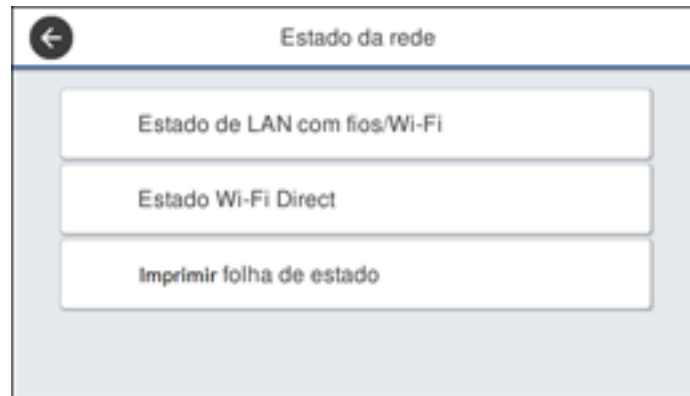 Estado da rede
Estado de LAN com fios/Wi-Fi
Estado Wi-Fi Direct
Imprimir folha de estado